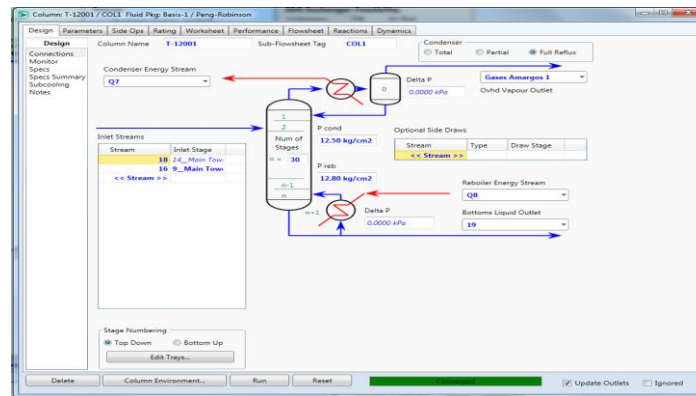 Column: T-12001 / COL1 Fluid Pkg: Basis-1 / Peng-Robinson
Design Parameters Side Ops Rating Worksheet Performance Flowsheet Reactions Dynamics
Design
Connections
Monitor
Specs
Specs Summary
Subcooling
Notes
Column Name T-12001 Sub-Flowsheet Tag COL1
Condenser
Total Partial Full Reflux
Condenser Energy Stream
Q7
Delta P
0.0000 kPa
Gases Amargos 1
Ovhd Vapour Outlet
0
1
2
Num of
Stages
n = 30
n-1
n
n+1
P cond
12.50 kg/cm2
P reb
12.80 kg/cm2
Delta P
0.0000 kPa
Inlet Streams
Stream Inlet Stage
18 14__Main Tow
16 9__Main Tow
<< Stream >>
Optional Side Draws
Stream Type Draw Stage
<< Stream >>
Reboiler Energy Stream
Q8
Bottoms Liquid Outlet
19
Stage Numbering
Top Down Bottom Up
Edit Trays...
Delete Column Environment... Run Reset Converged Update Outlets Ignored